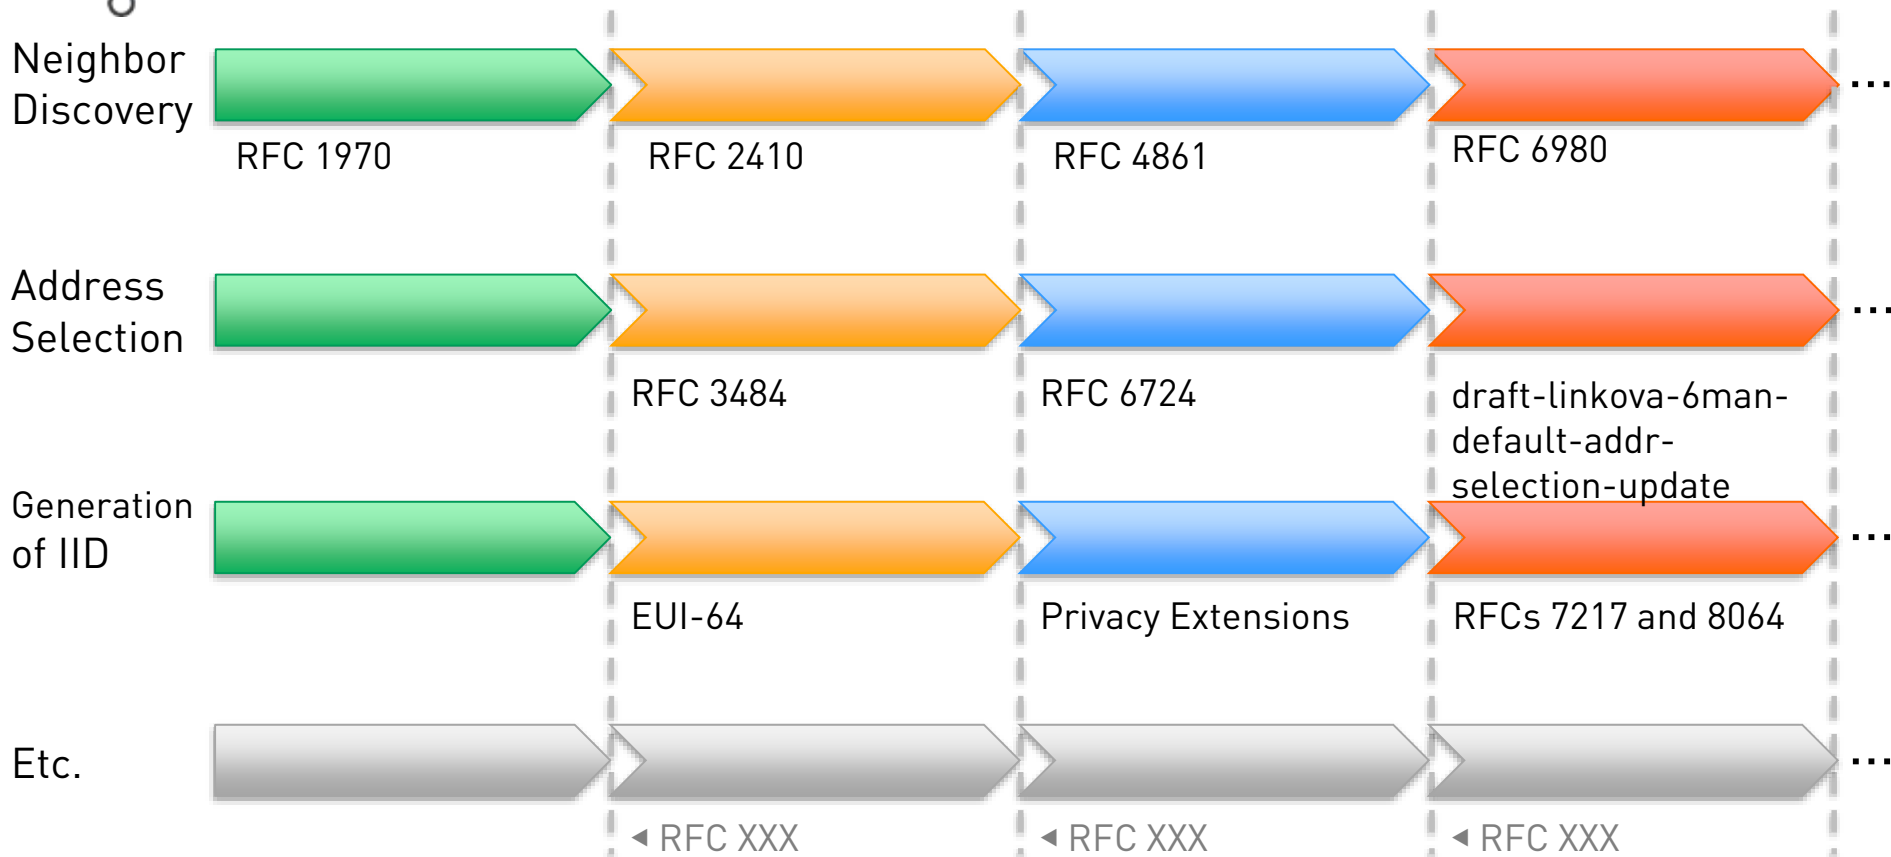 Neighbor
Discovery
...
RFC 1970
RFC 2410
RFC 4861
RFC 6980
Address
Selection
...
RFC 3484
RFC 6724
draft-linkova-6man-
default-addr-
selection-update
Generation
of IID
...
EUI-64
Privacy Extensions
RFCs 7217 and 8064
Etc.
...
◄ RFC XXX
◄ RFC XXX
◄ RFC XXX